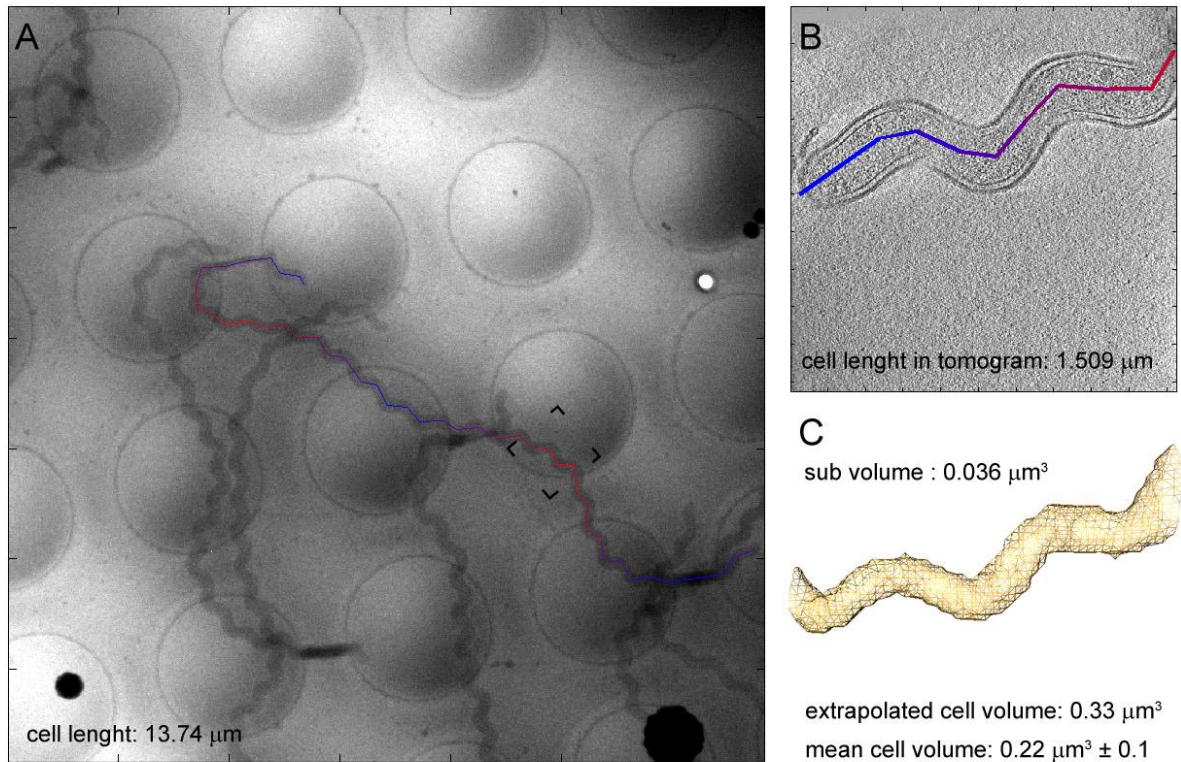 A
cell lenght: 13.74 μm
B
cell lenght in tomogram: 1.509 μm
C
sub volume : 0.036 μm³
extrapolated cell volume: 0.33 μm³
mean cell volume: 0.22 μm³ ± 0.1